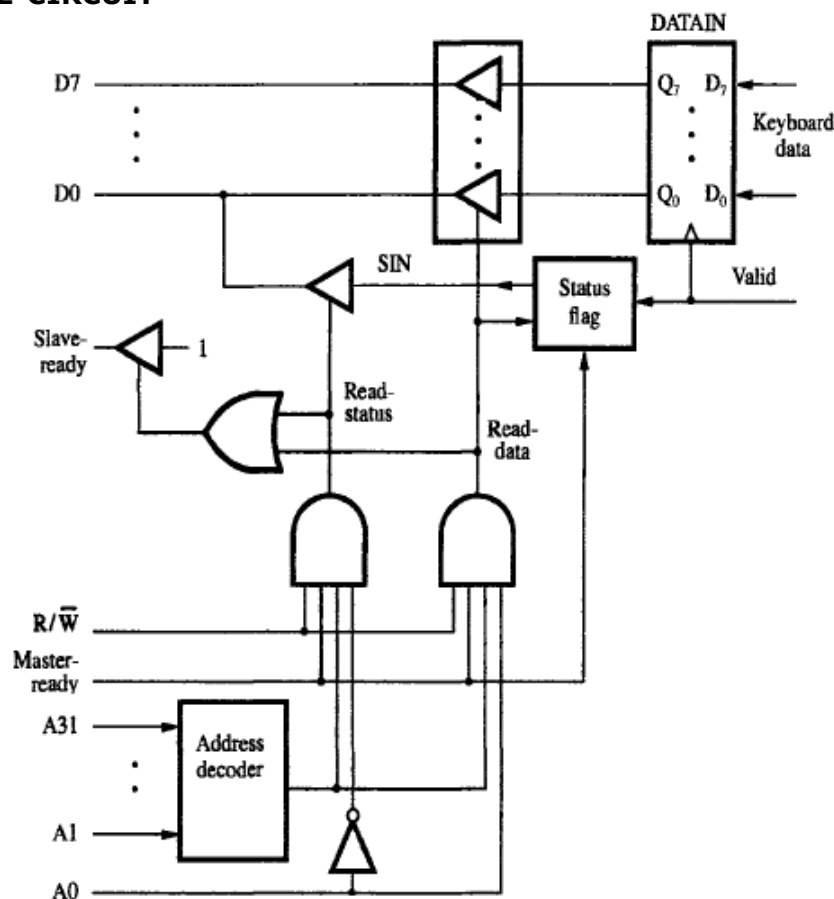 DATAIN
D7
Q7 D7
Keyboard
data
D0
Q0 D0
SIN
Status
flag
Valid
Slave-
ready
1
Read-
status
Read-
data
R/W̅
Master-
ready
A31
Address
decoder
A1
A0